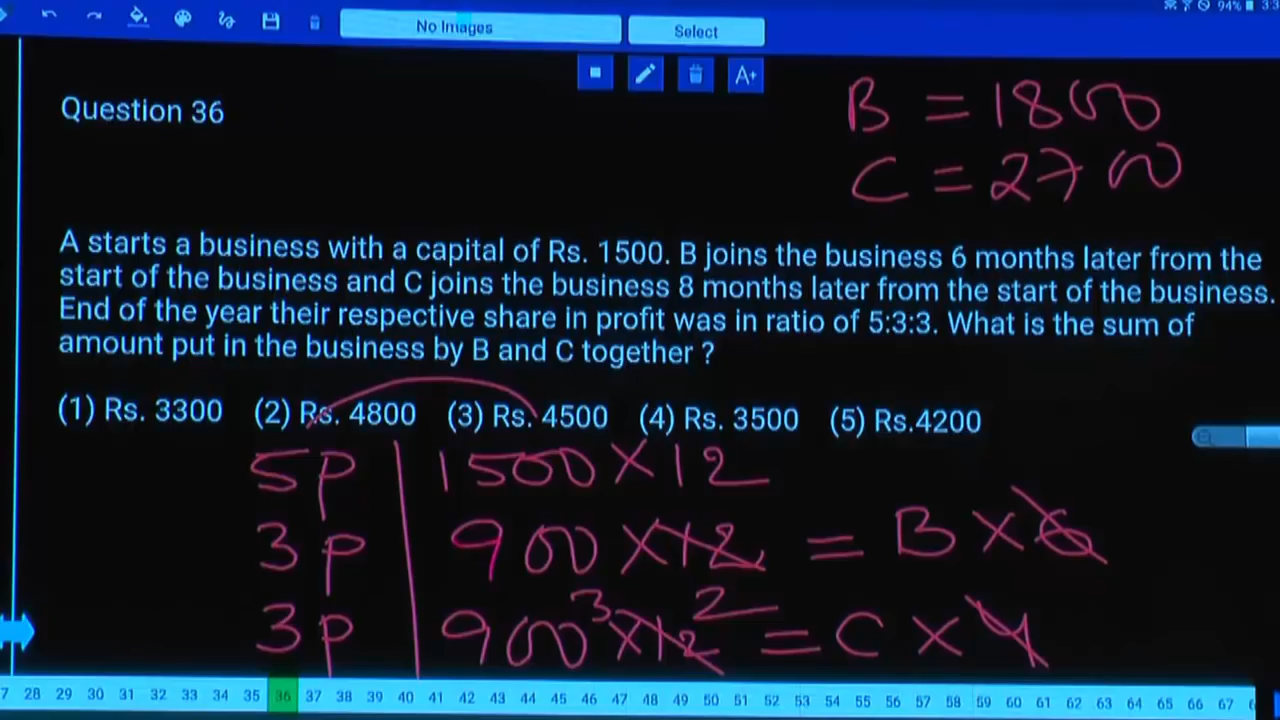 No Images
Select
94%
A+
Question 36
B = 1800
C = 2700
A starts a business with a capital of Rs. 1500. B joins the business 6 months later from the
start of the business and C joins the business 8 months later from the start of the business.
End of the year their respective share in profit was in ratio of 5:3:3. What is the sum of
amount put in the business by B and C together ?
(1) Rs. 3300 (2) Rs. 4800 (3) Rs. 4500 (4) Rs. 3500 (5) Rs.4200
5P | 1500 × 12
3P | 900 × 12 = B × 6
2
3P | 900 × 12 = C × 4
3 2
28 29 30 31 32 33 34 35 36 37 38 39 40 41 42 43 44 45 46 47 48 49 50 51 52 53 54 55 56 57 58 59 60 61 62 63 64 65 66 67